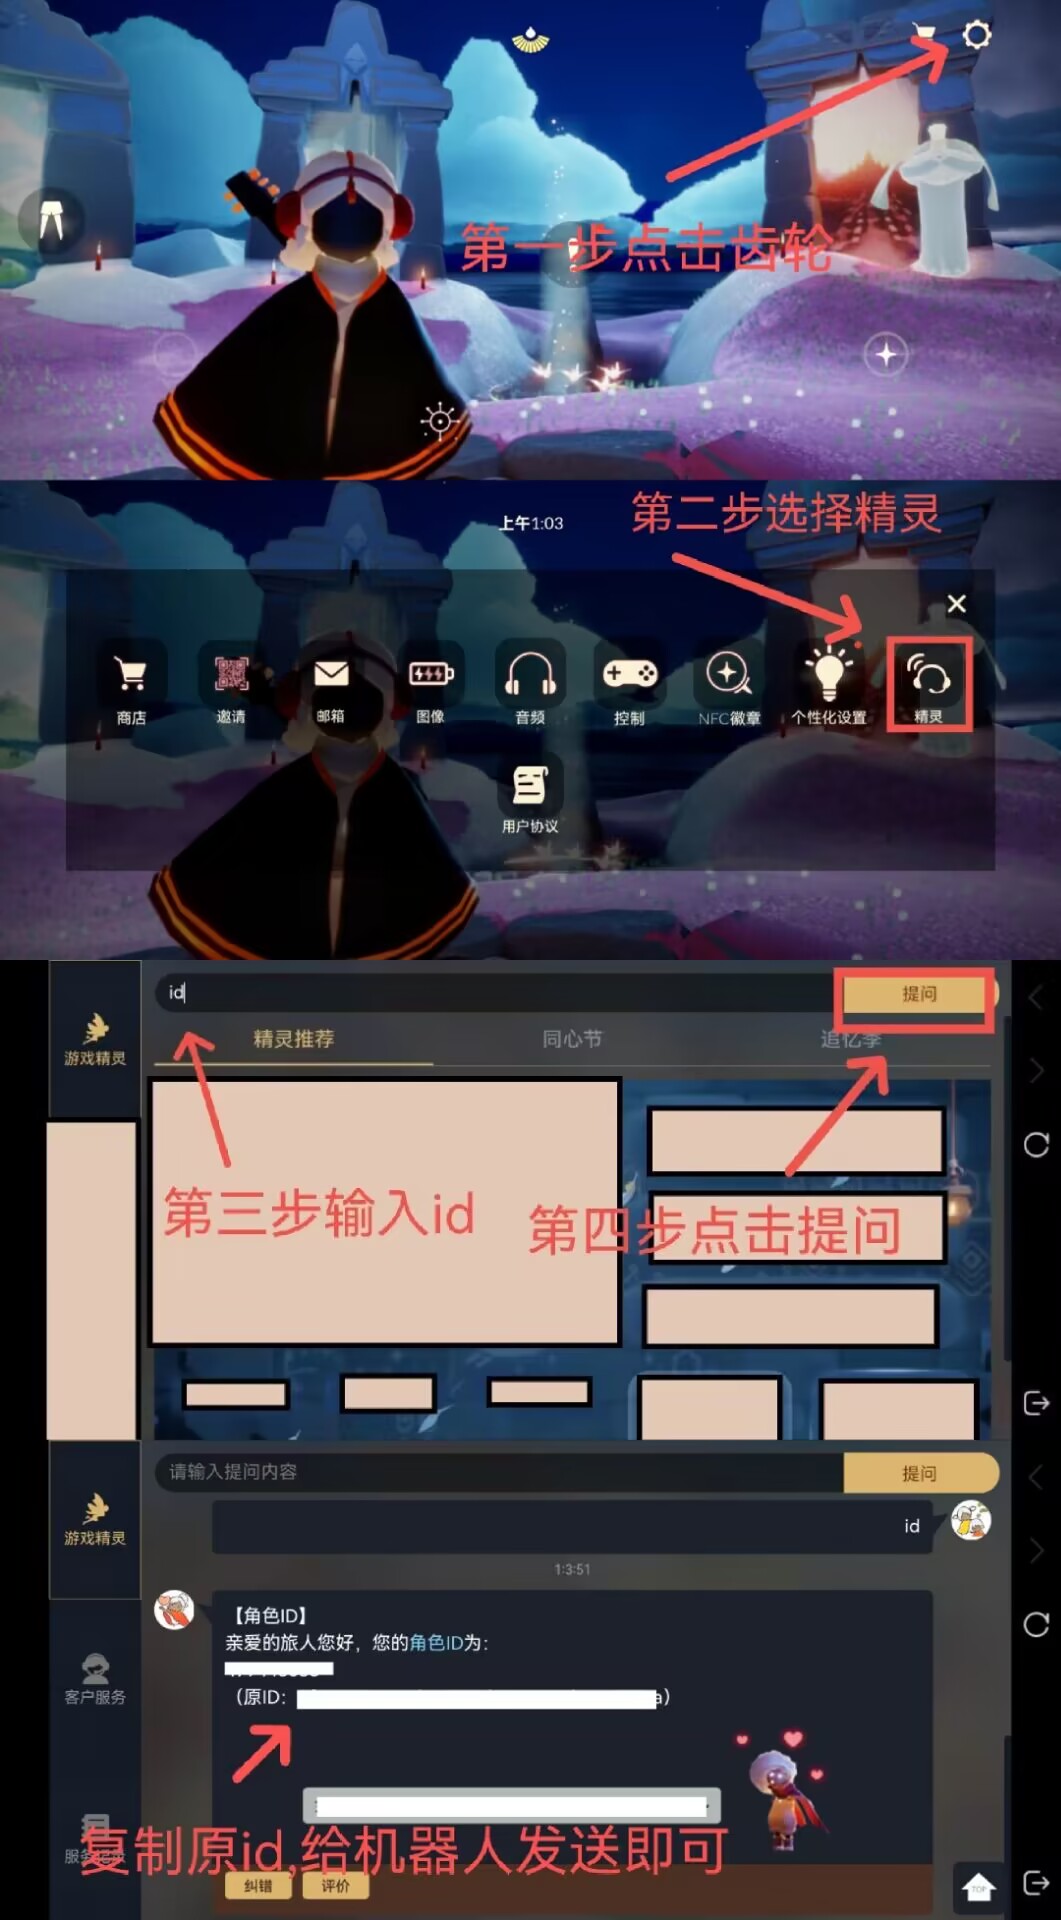 第一步点击齿轮
第二步选择精灵
上午1:03
商店
邀请
邮箱
图像
音频
控制
NFC徽章
个性化设置
精灵
用户协议
id
提问
游戏精灵
精灵推荐
同心节
追忆季
第三步输入id
第四步点击提问
请输入提问内容
提问
游戏精灵
id
1:3:51
【角色ID】
亲爱的旅人您好，您的角色ID为：
（原ID：
a）
客户服务
复制原id,给机器人发送即可
纠错
评价
TOP